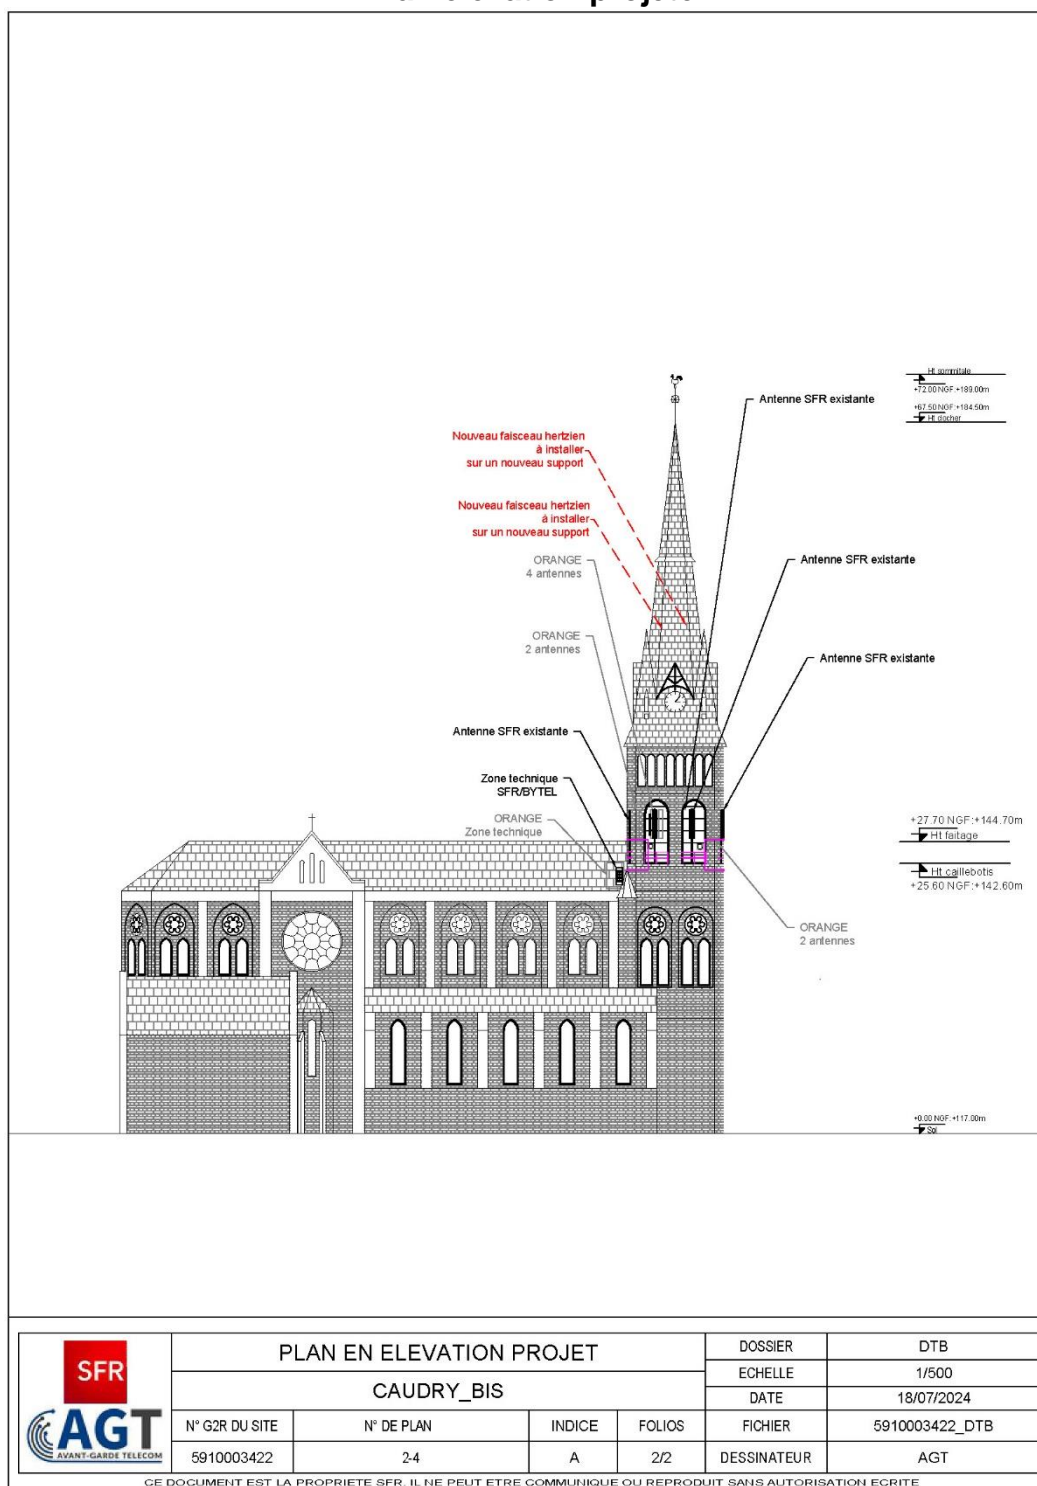 Ht sommitale
+72.00 NGF:+189.00m
+67.50 NGF:+184.50m
Ht clocher
Antenne SFR existante
Nouveau faisceau hertzien
à installer
sur un nouveau support
Nouveau faisceau hertzien
à installer
sur un nouveau support
ORANGE
4 antennes
Antenne SFR existante
ORANGE
2 antennes
Antenne SFR existante
Antenne SFR existante
Zone technique
SFR/BYTEL
ORANGE
Zone technique
+27.70 NGF:+144.70m
Ht faitage
Ht caillebotis
+25.60 NGF:+142.60m
ORANGE
2 antennes
+0.00 NGF:+117.00m
Sol
SFR
AGT
AVANT-GARDE TELECOM
PLAN EN ELEVATION PROJET
CAUDRY_BIS
DOSSIER DTB
ECHELLE 1/500
DATE 18/07/2024
N° G2R DU SITE N° DE PLAN INDICE FOLIOS FICHIER 5910003422_DTB
5910003422 2-4 A 2/2 DESSINATEUR AGT
CE DOCUMENT EST LA PROPRIETE SFR. IL NE PEUT ETRE COMMUNIQUE OU REPRODUIT SANS AUTORISATION ECRITE